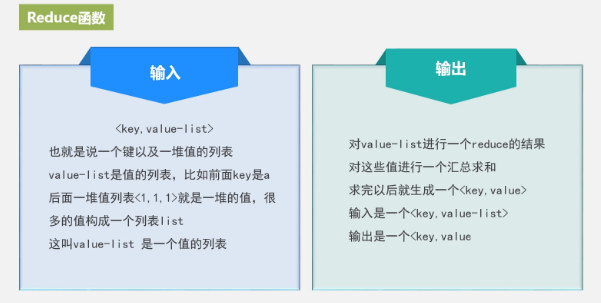 Reduce函数
输入
<key,value-list>
也就是说一个键以及一堆值的列表
value-list是值的列表，比如前面key是a
后面一堆值列表<1,1,1>就是一堆的值，很
多的值构成一个列表list
这叫value-list 是一个值的列表
输出
对value-list进行一个reduce的结果
对这些值进行一个汇总求和
求完以后就生成一个<key,value>
输入是一个<key,value-list>
输出是一个<key,value